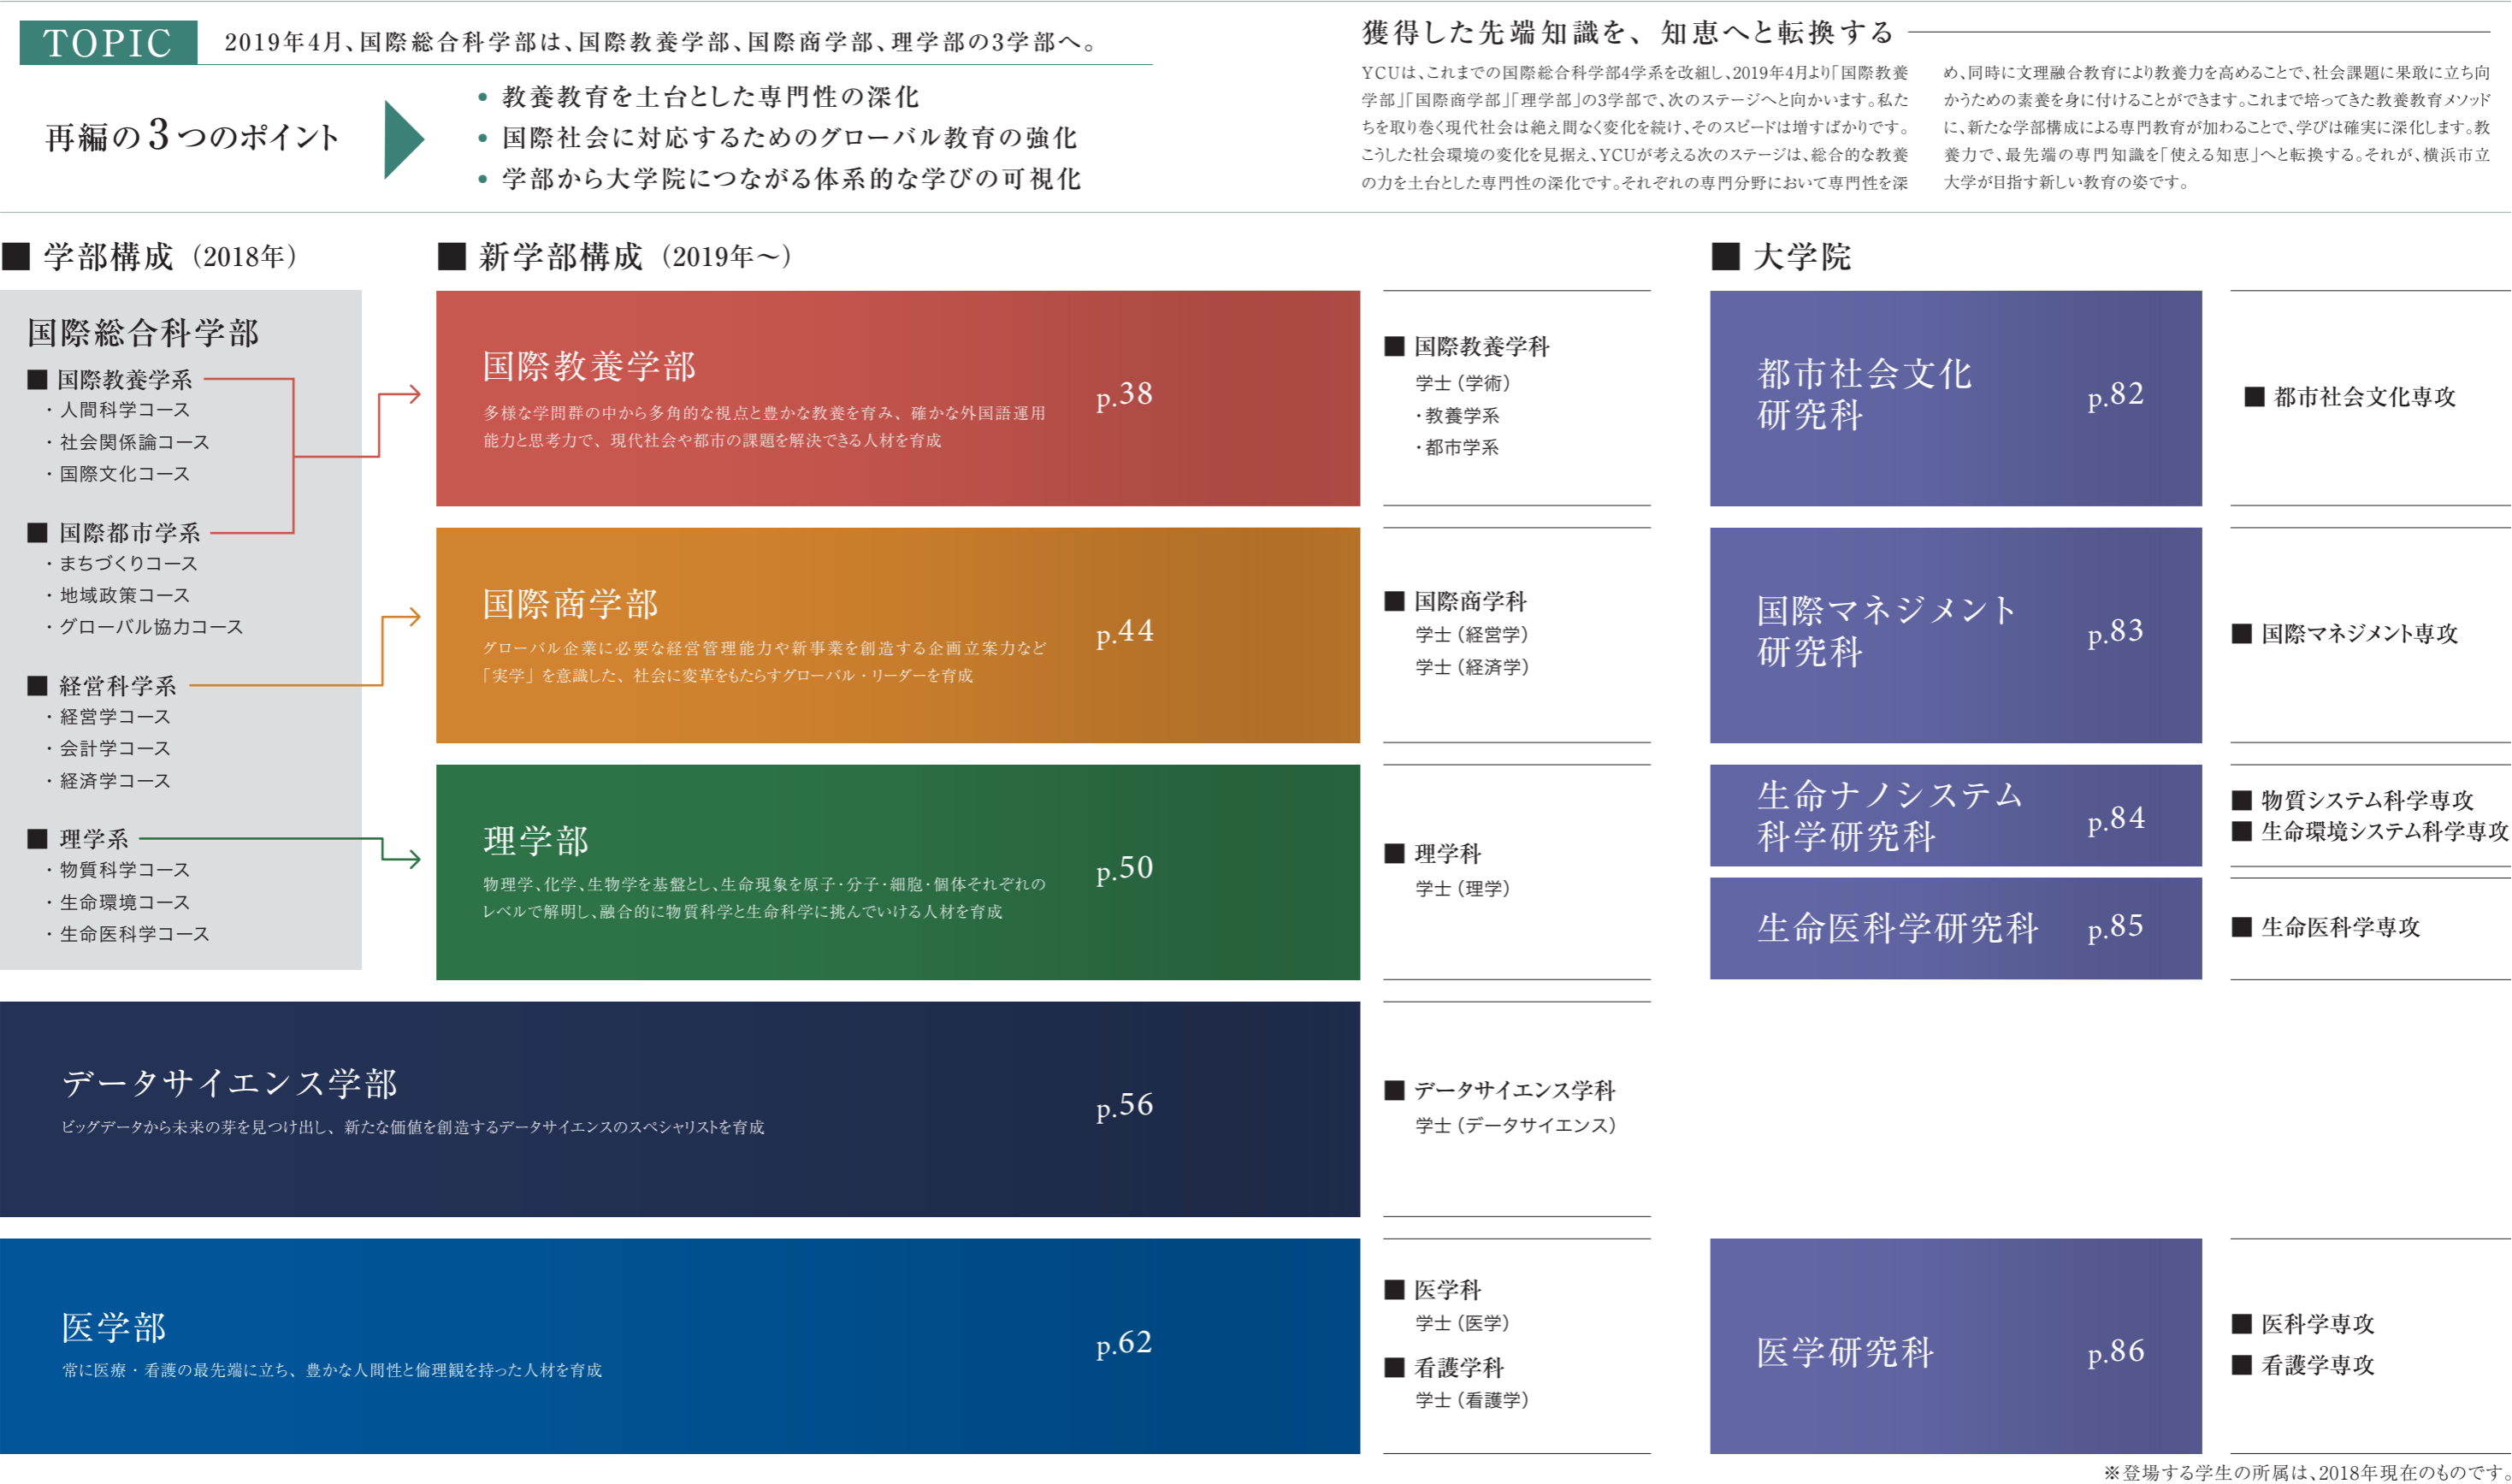 TOPIC
2019年4月、国際総合科学部は、国際教養学部、国際商学部、理学部の3学部へ。
再編の3つのポイント
• 教養教育を土台とした専門性の深化
• 国際社会に対応するためのグローバル教育の強化
• 学部から大学院につながる体系的な学びの可視化
獲得した先端知識を、知恵へと転換する
YCUは、これまでの国際総合科学部4学系を改組し、2019年4月より「国際教養
学部」「国際商学部」「理学部」の3学部で、次のステージへと向かいます。私た
ちを取り巻く現代社会は絶え間なく変化を続け、そのスピードは増すばかりです。
こうした社会環境の変化を見据え、YCUが考える次のステージは、総合的な教養
の力を土台とした専門性の深化です。それぞれの専門分野において専門性を深
め、同時に文理融合教育により教養力を高めることで、社会課題に果敢に立ち向
かうための素養を身に付けることができます。これまで培ってきた教養教育メソッド
に、新たな学部構成による専門教育が加わることで、学びは確実に深化します。教
養力で、最先端の専門知識を「使える知恵」へと転換する。それが、横浜市立
大学が目指す新しい教育の姿です。
■ 学部構成（2018年）
国際総合科学部
■ 国際教養学系
・人間科学コース
・社会関係論コース
・国際文化コース
■ 国際都市学系
・まちづくりコース
・地域政策コース
・グローバル協力コース
■ 経営科学系
・経営学コース
・会計学コース
・経済学コース
■ 理学系
・物質科学コース
・生命環境コース
・生命医科学コース
■ 新学部構成（2019年〜）
国際教養学部
多様な学問群の中から多角的な視点と豊かな教養を育み、確かな外国語運用
能力と思考力で、現代社会や都市の課題を解決できる人材を育成
p.38
■ 国際教養学科
学士（学術）
・教養学系
・都市学系
国際商学部
グローバル企業に必要な経営管理能力や新事業を創造する企画立案力など
「実学」を意識した、社会に変革をもたらすグローバル・リーダーを育成
p.44
■ 国際商学科
学士（経営学）
学士（経済学）
理学部
物理学、化学、生物学を基盤とし、生命現象を原子・分子・細胞・個体それぞれの
レベルで解明し、融合的に物質科学と生命科学に挑んでいける人材を育成
p.50
■ 理学科
学士（理学）
データサイエンス学部
ビッグデータから未来の芽を見つけ出し、新たな価値を創造するデータサイエンスのスペシャリストを育成
p.56
■ データサイエンス学科
学士（データサイエンス）
医学部
常に医療・看護の最先端に立ち、豊かな人間性と倫理観を持った人材を育成
p.62
■ 医学科
学士（医学）
■ 看護学科
学士（看護学）
■ 大学院
都市社会文化
研究科
p.82
■ 都市社会文化専攻
国際マネジメント
研究科
p.83
■ 国際マネジメント専攻
生命ナノシステム
科学研究科
p.84
■ 物質システム科学専攻
■ 生命環境システム科学専攻
生命医科学研究科
p.85
■ 生命医科学専攻
医学研究科
p.86
■ 医科学専攻
■ 看護学専攻
※登場する学生の所属は、2018年現在のものです。